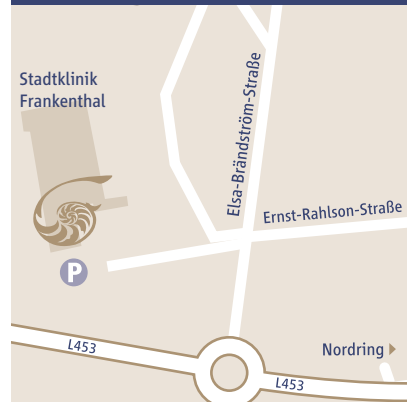 Stadtklinik
Frankenthal
Elsa-Brändström-Straße
Ernst-Rahlson-Straße
P
L453
Nordring
L453